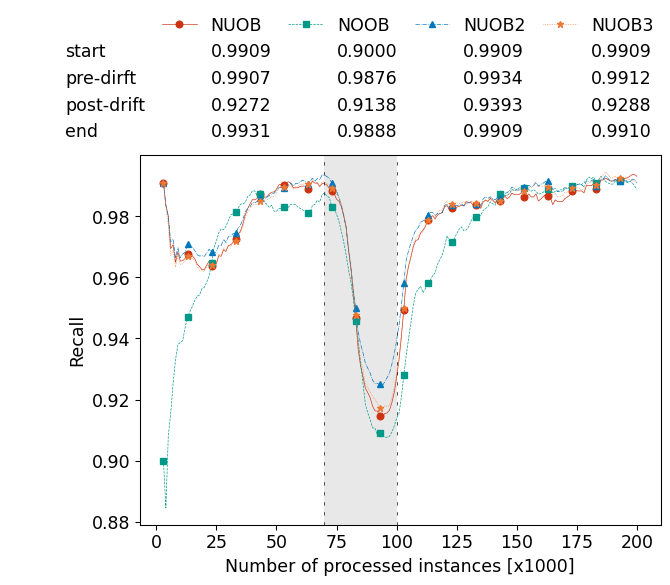 NUOB NOOB NUOB2 NUOB3
start 0.9909 0.9000 0.9909 0.9909
pre-dirft 0.9907 0.9876 0.9934 0.9912
post-drift 0.9272 0.9138 0.9393 0.9288
end 0.9931 0.9888 0.9909 0.9910
Recall
0.98
0.96
0.94
0.92
0.90
0.88
0 25 50 75 100 125 150 175 200
Number of processed instances [x1000]